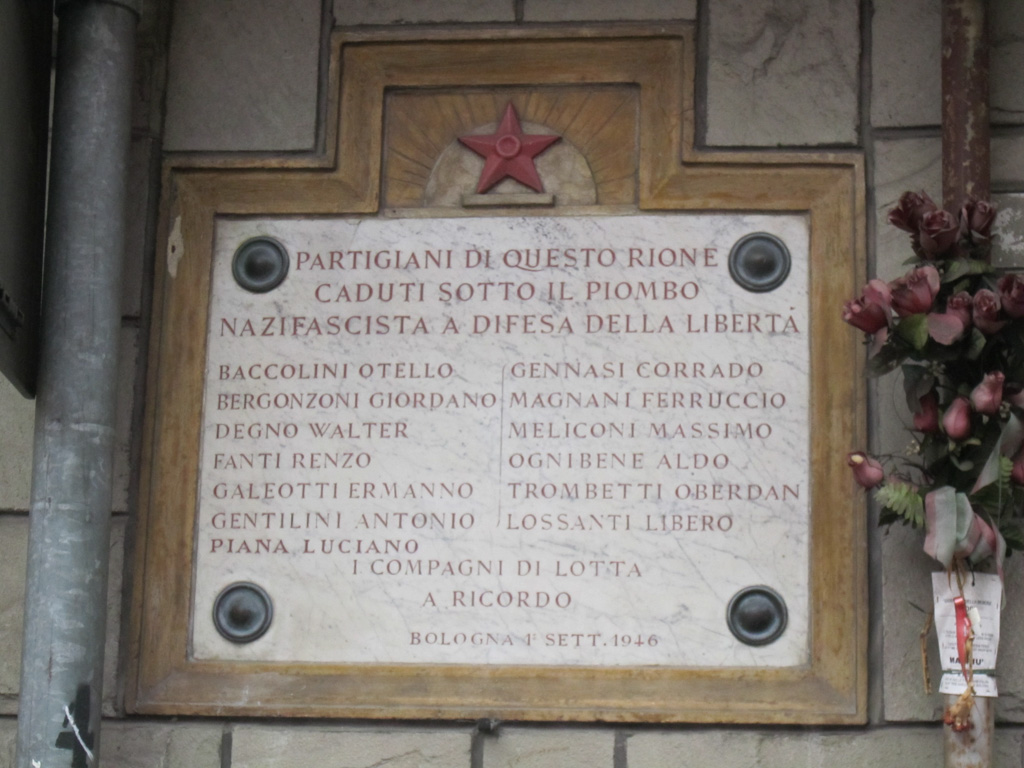 PARTIGIANI DI QUESTO RIONE
CADUTI SOTTO IL PIOMBO
NAZIFASCISTA A DIFESA DELLA LIBERTÀ
BACCOLINI OTELLO
BERGONZONI GIORDANO
DEGNO WALTER
FANTI RENZO
GALEOTTI ERMANNO
GENTILINI ANTONIO
PIANA LUCIANO
GENNASI CORRADO
MAGNANI FERRUCCIO
MELICONI MASSIMO
OGNIBENE ALDO
TROMBETTI OBERDAN
LOSSANTI LIBERO
I COMPAGNI DI LOTTA
A RICORDO
BOLOGNA 1° SETT. 1946